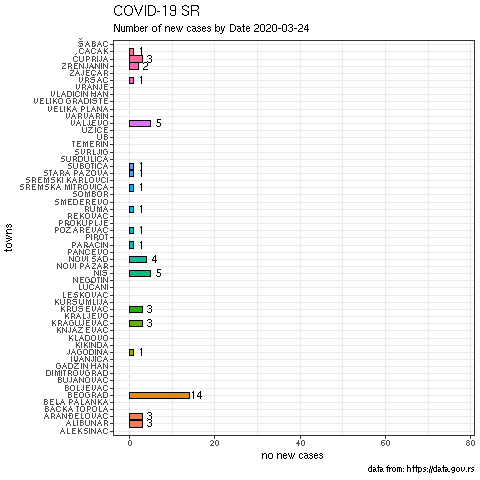 COVID-19 SR
Number of new cases by Date 2020-03-24
ŠABAC
ČAČAK 1
ĆUPRIJA 3
ZRENJANIN 2
ZAJEČAR
VRŠAC 1
VRANJE
VLADIČIN HAN
VELIKO GRADIŠTE
VELIKA PLANA
VARVARIN
VALJEVO 5
UŽICE
UB
TEMERIN
SVRLJIG
SURDULICA
SUBOTICA 1
STARA PAZOVA 1
SREMSKI KARLOVCI
SREMSKA MITROVICA 1
SOMBOR
SMEDEREVO
RUMA 1
REKOVAC
PROKUPLJE
POŽAREVAC 1
PIROT
PARAĆIN 1
PANČEVO
NOVI SAD 4
NOVI PAZAR
NIŠ 5
NEGOTIN
LUČANI
LESKOVAC
KURŠUMLIJA
KRUŠEVAC 3
KRALJEVO
KRAGUJEVAC 3
KNJAŽEVAC
KLADOVO
KIKINDA
JAGODINA 1
IVANJICA
GADŽIN HAN
DIMITROVGRAD
BUJANOVAC
BOLJEVAC
BEOGRAD 14
BELA PALANKA
BAČKA TOPOLA
ARANĐELOVAC 3
ALIBUNAR 3
ALEKSINAC
towns
0 20 40 60 80
no new cases
data from: https://data.gov.rs